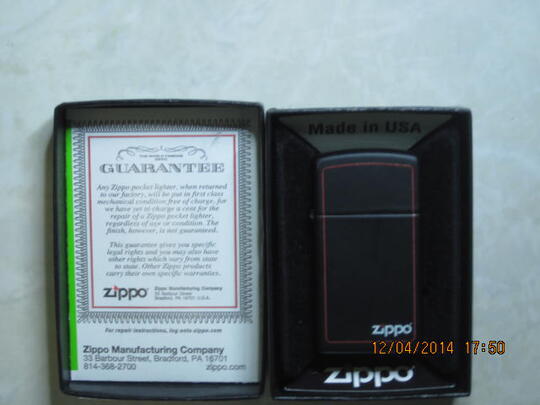 THE WORLD FAMOUS
ZIPPO
GUARANTEE
Any Zippo pocket lighter, when returned
to our factory, will be put in first class
mechanical condition free of charge, for
we have yet to charge a cent for the
repair of a Zippo pocket lighter,
regardless of age or condition. The
finish, however, is not guaranteed.
This guarantee gives you specific
legal rights and you may also have
other rights which vary from state
to state. Other Zippo products
carry their own specific warranties.
zippo
Zippo Manufacturing Company
33 Barbour Street
Bradford, PA 16701 U.S.A.
For repair instructions, log onto zippo.com
Zippo Manufacturing Company
33 Barbour Street, Bradford, PA 16701
814-368-2700 zippo.com
Made in USA
zippo
zippo
12/04/2014 17:50